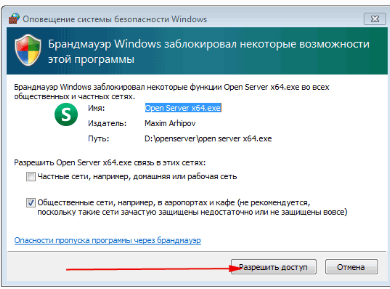 Оповещение системы безопасности Windows
Брандмауэр Windows заблокировал некоторые возможности
этой программы
Брандмауэр Windows заблокировал некоторые функции Open Server x64.exe во всех
общественных и частных сетях.
Имя: Open Server x64.exe
Издатель: Maxim Arhipov
Путь: D:\openserver\open server x64.exe
Разрешить Open Server x64.exe связь в этих сетях:
Частные сети, например, домашняя или рабочая сеть
Общественные сети, например, в аэропортах и кафе (не рекомендуется,
поскольку такие сети зачастую защищены недостаточно или не защищены вовсе)
Опасности пропуска программы через брандмауэр
Разрешить доступ Отмена